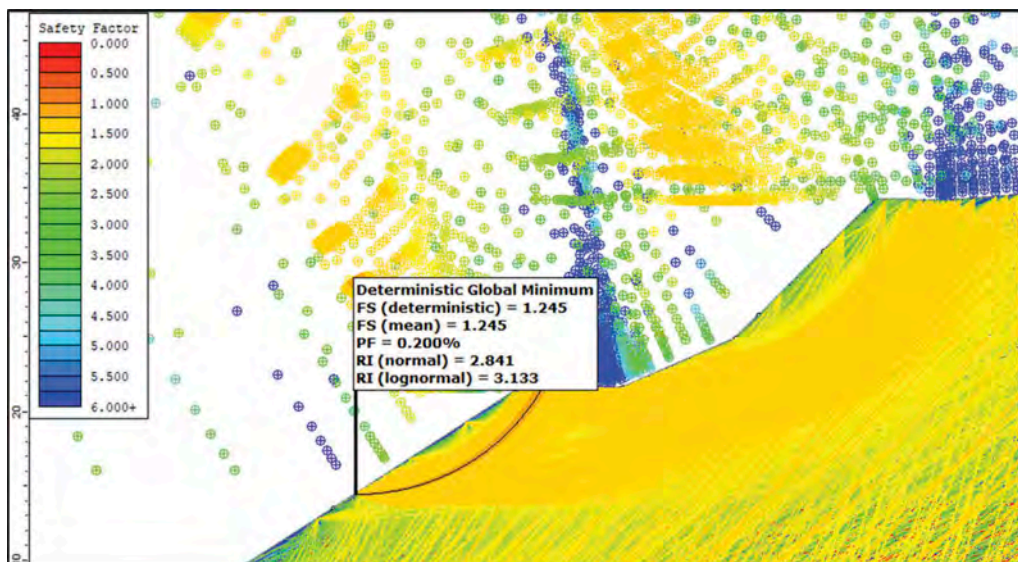 Safety Factor
0.000
0.500
1.000
1.500
2.000
2.500
3.000
3.500
4.000
4.500
5.000
5.500
6.000+
40
30
20
Deterministic Global Minimum
FS (deterministic) = 1.245
FS (mean) = 1.245
PF = 0.200%
RI (normal) = 2.841
RI (lognormal) = 3.133